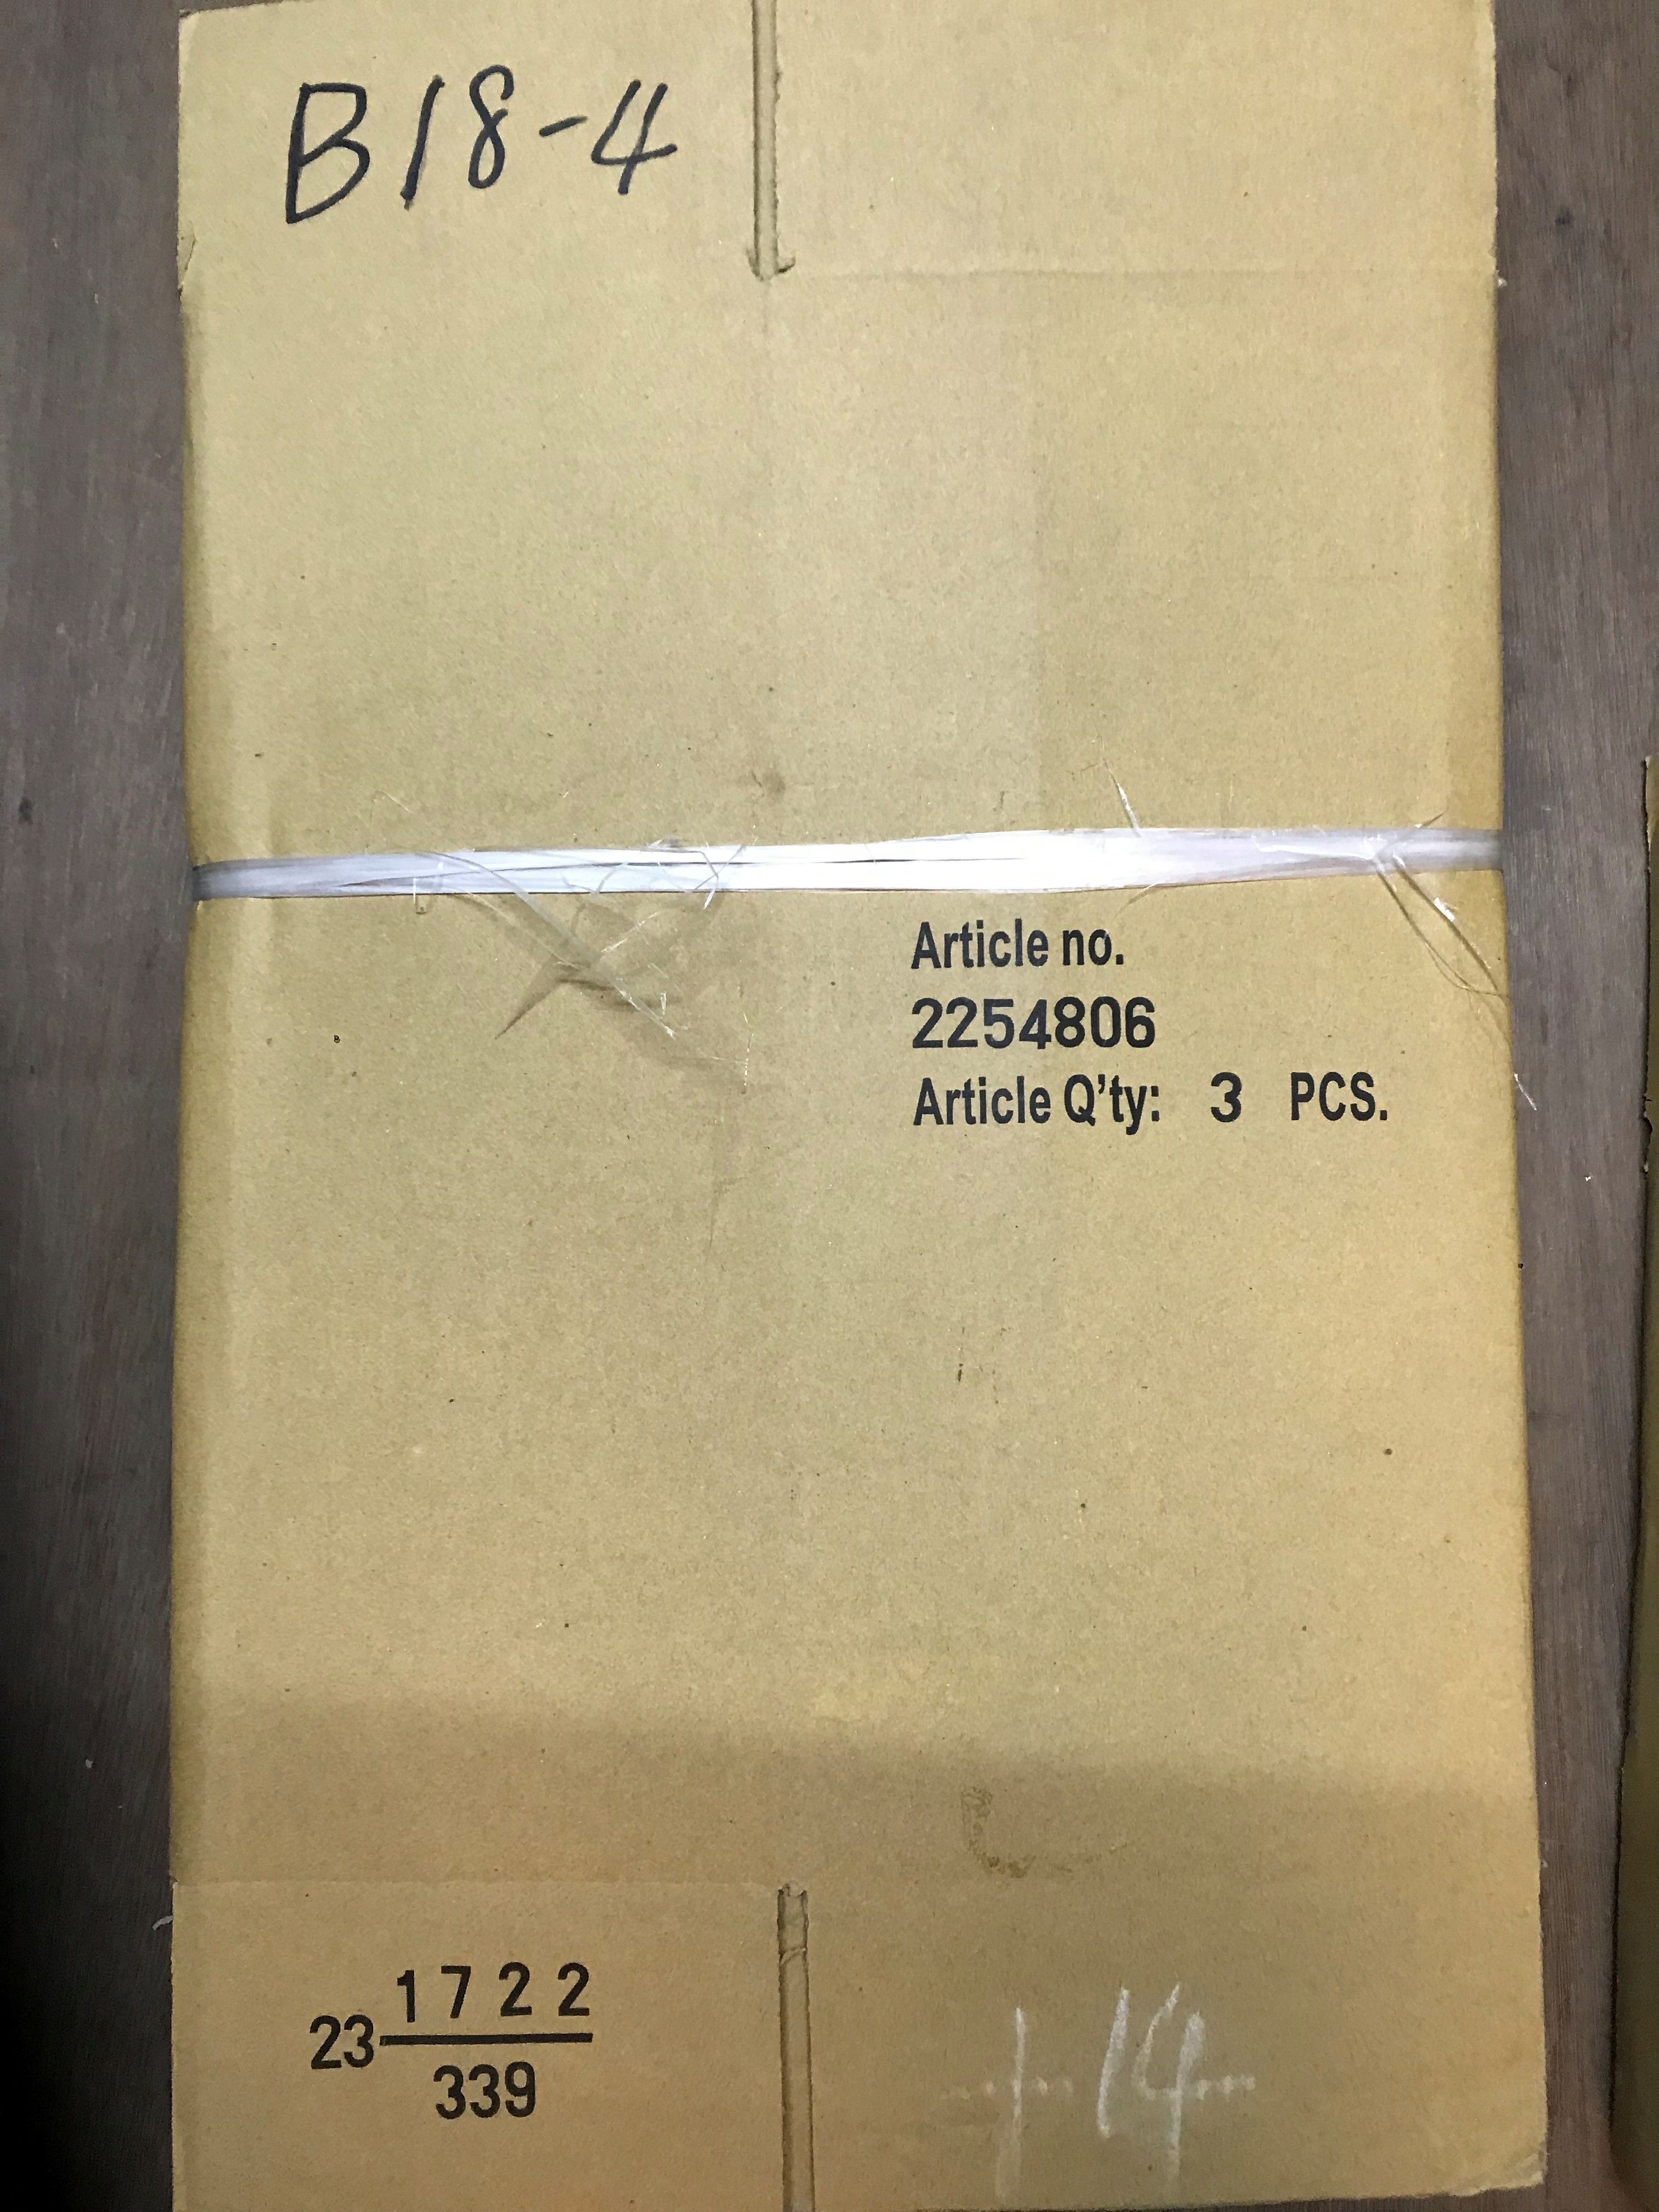 B18-4
Article no.
2254806
Article Q'ty: 3 PCS.
1722
23
339
14